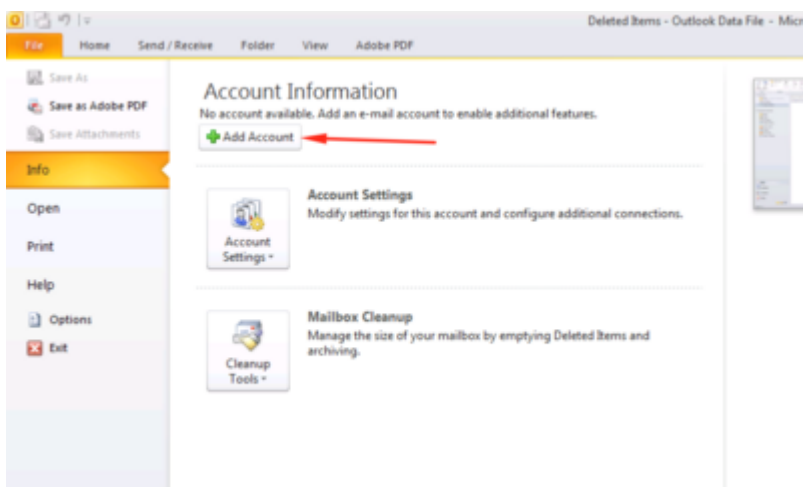 Deleted Items - Outlook Data File - Micr
File Home Send / Receive Folder View Adobe PDF
Save As
Save as Adobe PDF
Save Attachments
Info
Open
Print
Help
Options
Exit
Account Information
No account available. Add an e-mail account to enable additional features.
Add Account
Account Settings
Modify settings for this account and configure additional connections.
Account
Settings
Mailbox Cleanup
Manage the size of your mailbox by emptying Deleted Items and
archiving.
Cleanup
Tools